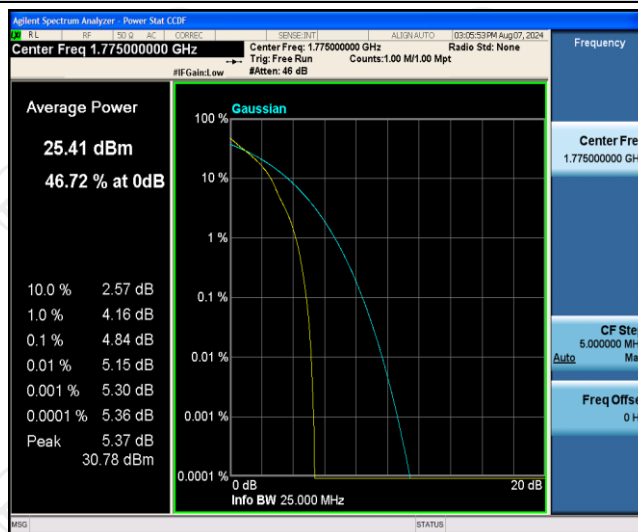 Agilent Spectrum Analyzer - Power Stat CCDF
RL RF 50 Ω AC CORREC SENSE:INT ALIGNAUTO 03:05:53PM Aug07, 2024
Center Freq 1.775000000 GHz
Center Freq: 1.775000000 GHz Radio Std: None
Trig: Free Run Counts:1.00 M/1.00 Mpt
#IFGain:Low #Atten: 46 dB
Average Power
25.41 dBm
46.72 % at 0dB
10.0 % 2.57 dB
1.0 % 4.16 dB
0.1 % 4.84 dB
0.01 % 5.15 dB
0.001 % 5.30 dB
0.0001 % 5.36 dB
Peak 5.37 dB
30.78 dBm
Gaussian
100 %
10 %
1 %
0.1 %
0.01 %
0.001 %
0.0001 %
0 dB 20 dB
Info BW 25.000 MHz
Frequency
Center Fre
1.775000000 GH
CF Ste
5.000000 MH
Auto Ma
Freq Offse
0 H
MSG STATUS